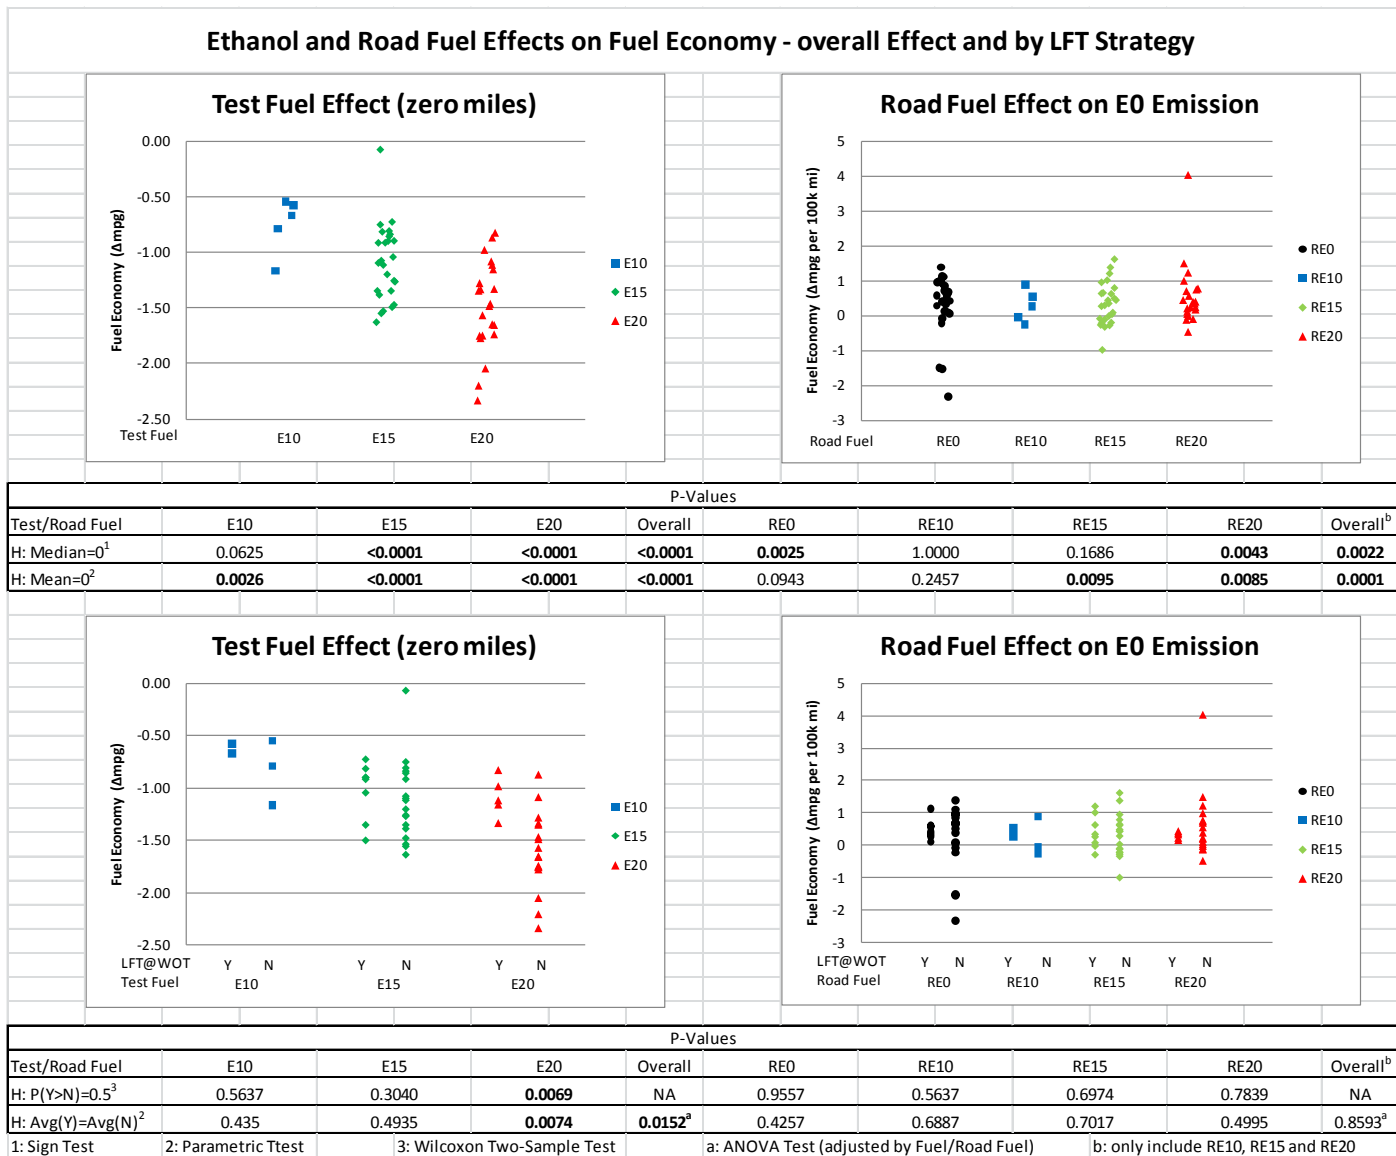 Ethanol and Road Fuel Effects on Fuel Economy - overall Effect and by LFT Strategy
Test Fuel Effect (zero miles)
0.00
-0.50
-1.00
-1.50
-2.00
-2.50
Fuel Economy (Δmpg)
Test Fuel E10 E15 E20
E10
E15
E20
Road Fuel Effect on E0 Emission
5
4
3
2
1
0
-1
-2
-3
Fuel Economy (Δmpg per 100k mi)
Road Fuel RE0 RE10 RE15 RE20
RE0
RE10
RE15
RE20
P-Values
Test/Road Fuel E10 E15 E20 Overall RE0 RE10 RE15 RE20 Overall^b
H: Median=0^1 0.0625 <0.0001 <0.0001 <0.0001 0.0025 1.0000 0.1686 0.0043 0.0022
H: Mean=0^2 0.0026 <0.0001 <0.0001 <0.0001 0.0943 0.2457 0.0095 0.0085 0.0001
Test Fuel Effect (zero miles)
0.00
-0.50
-1.00
-1.50
-2.00
-2.50
Fuel Economy (Δmpg)
LFT@WOT Y N Y N Y N
Test Fuel E10 E15 E20
E10
E15
E20
Road Fuel Effect on E0 Emission
5
4
3
2
1
0
-1
-2
-3
Fuel Economy (Δmpg per 100k mi)
LFT@WOT Y N Y N Y N Y N
Road Fuel RE0 RE10 RE15 RE20
RE0
RE10
RE15
RE20
P-Values
Test/Road Fuel E10 E15 E20 Overall RE0 RE10 RE15 RE20 Overall^b
H: P(Y>N)=0.5^3 0.5637 0.3040 0.0069 NA 0.9557 0.5637 0.6974 0.7839 NA
H: Avg(Y)=Avg(N)^2 0.435 0.4935 0.0074 0.0152^a 0.4257 0.6887 0.7017 0.4995 0.8593^a
1: Sign Test 2: Parametric Ttest 3: Wilcoxon Two-Sample Test a: ANOVA Test (adjusted by Fuel/Road Fuel) b: only include RE10, RE15 and RE20